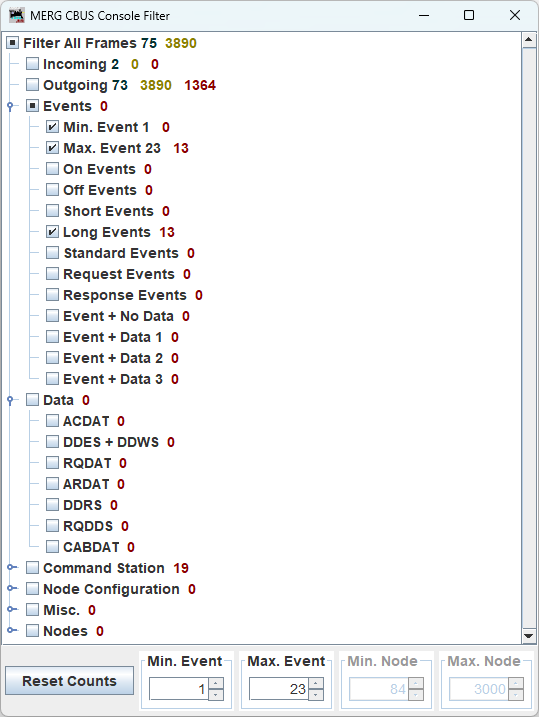 MERG CBUS Console Filter
Filter All Frames 75 3890
Incoming 2 0 0
Outgoing 73 3890 1364
Events 0
Min. Event 1 0
Max. Event 23 13
On Events 0
Off Events 0
Short Events 0
Long Events 13
Standard Events 0
Request Events 0
Response Events 0
Event + No Data 0
Event + Data 1 0
Event + Data 2 0
Event + Data 3 0
Data 0
ACDAT 0
DDES + DDWS 0
RQDAT 0
ARDAT 0
DDRS 0
RQDDS 0
CABDAT 0
Command Station 19
Node Configuration 0
Misc. 0
Nodes 0
Reset Counts
Min. Event
1
Max. Event
23
Min. Node
84
Max. Node
3000